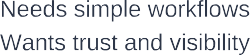 Needs simple workflows
Wants trust and visibility